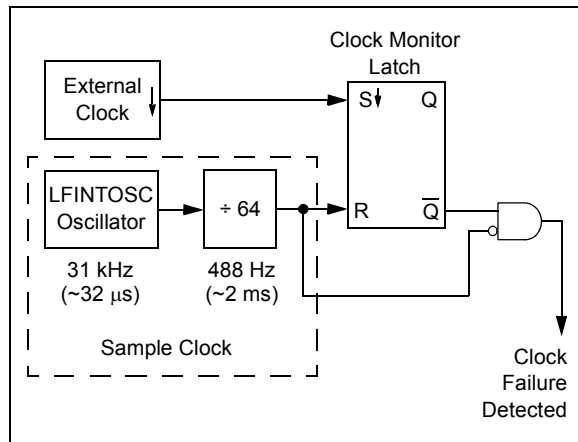 Clock Monitor
Latch
External
Clock
S
Q
LFINTOSC
Oscillator
÷ 64
R
Q
31 kHz
(~32 μs)
488 Hz
(~2 ms)
Sample Clock
Clock
Failure
Detected